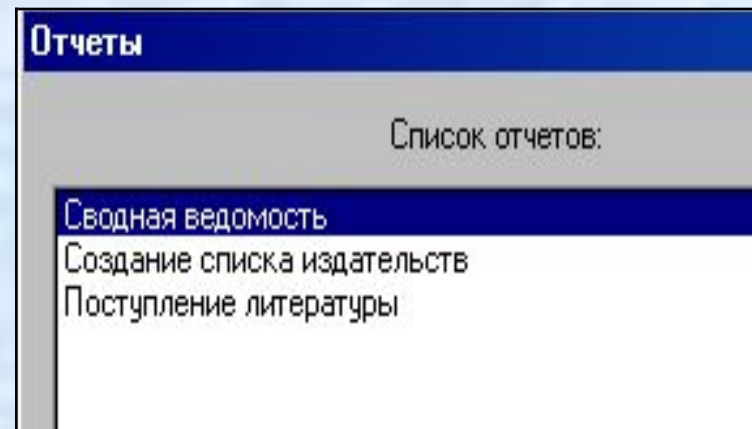 Отчеты
Список отчетов:
Сводная ведомость
Создание списка издательств
Поступление литературы